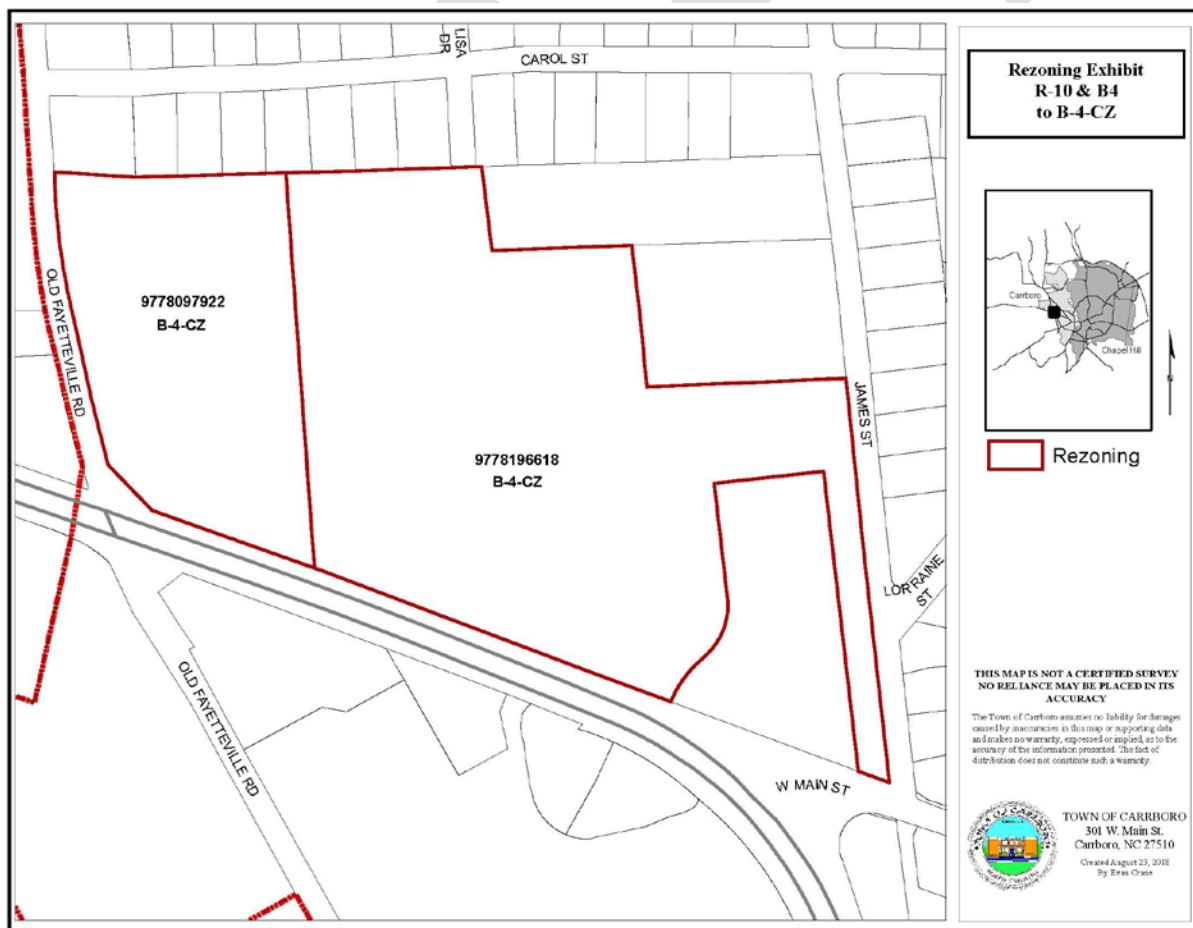 LISA
DR
CAROL ST
OLD FAYETTEVILLE RD
9778097922
B-4-CZ
9778196618
B-4-CZ
JAMES ST
LORRAINE
ST
OLD FAYETTEVILLE RD
W MAIN ST
Rezoning Exhibit
R-10 & B4
to B-4-CZ
Carrboro
Chapel Hill
Rezoning
THIS MAP IS NOT A CERTIFIED SURVEY
NO RELIANCE MAY BE PLACED IN ITS
ACCURACY
The Town of Carrboro assumes no liability for damages
caused by inaccuracies in this map or supporting data
and makes no warranty, expressed or implied, as to the
accuracy of the information presented. The fact of
distribution does not constitute such a warranty.
TOWN OF CARRBORO
NORTH CAROLINA
TOWN OF CARRBORO
301 W. Main St.
Carrboro, NC 27510
Created August 23, 2018
By Evan Crane